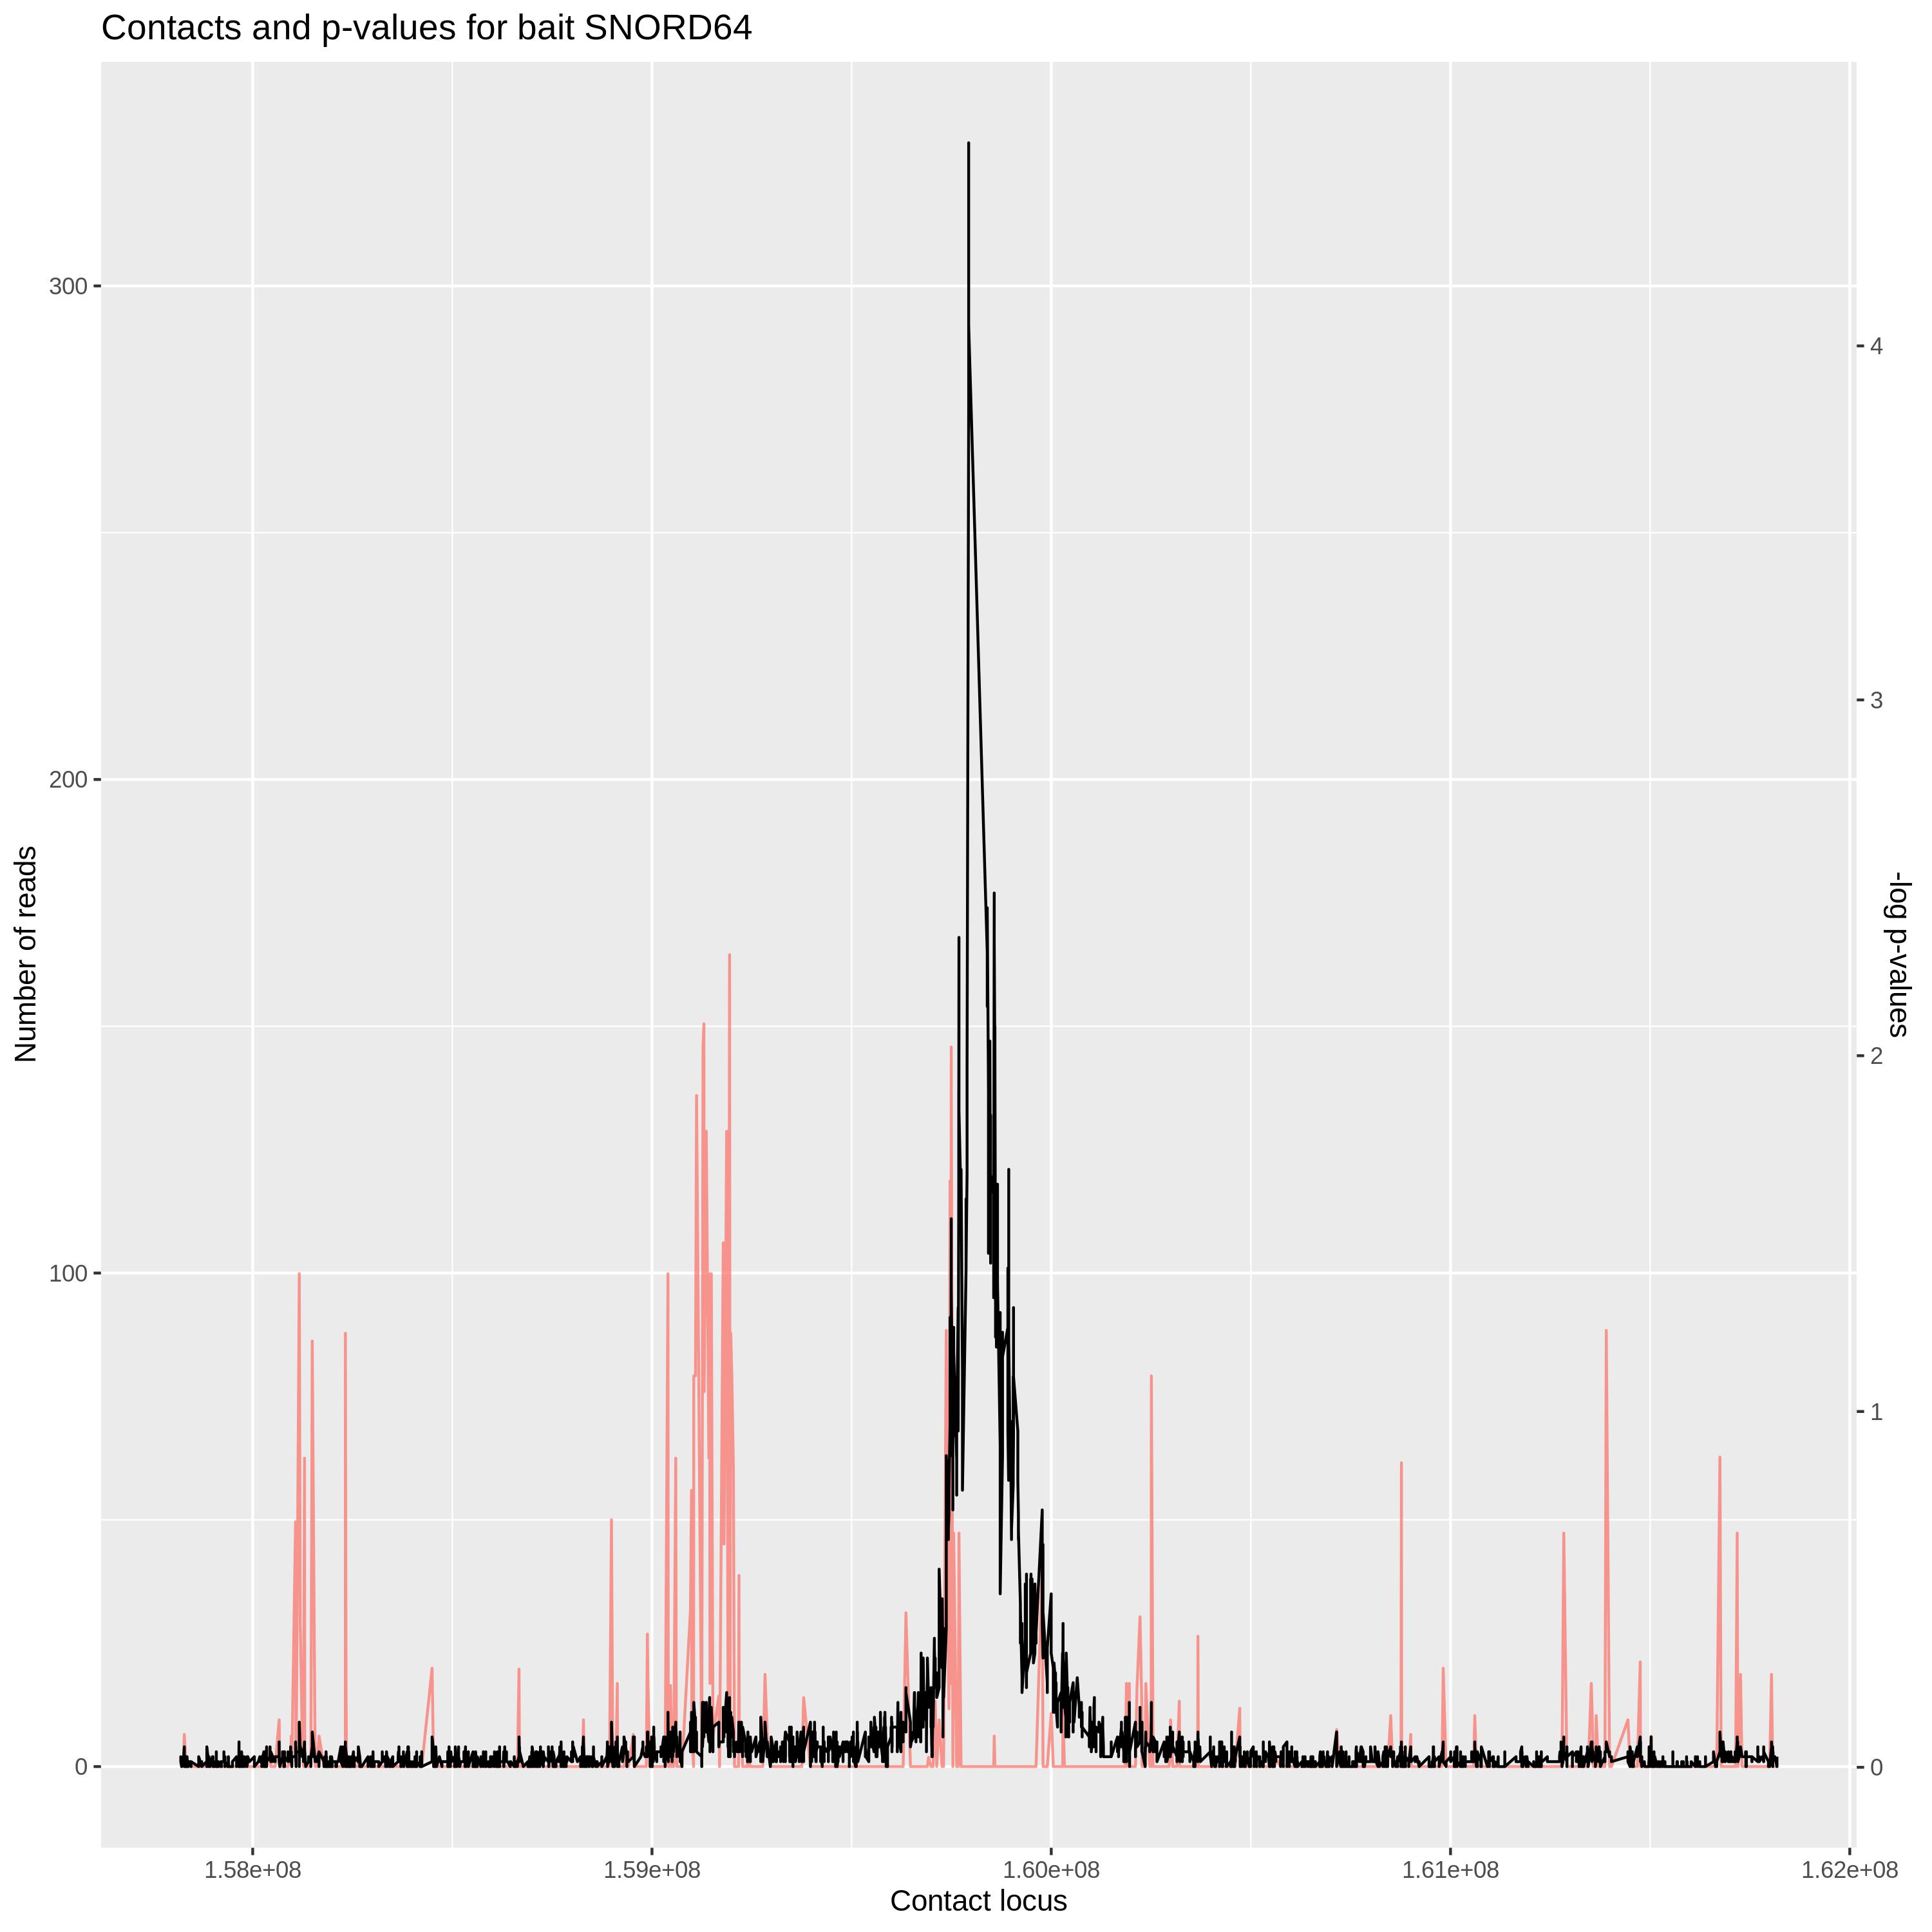 Contacts and p-values for bait SNORD64
300
200
100
0
Number of reads
4
3
2
1
0
-log p-values
1.58e+08
1.59e+08
1.60e+08
1.61e+08
1.62e+08
Contact locus